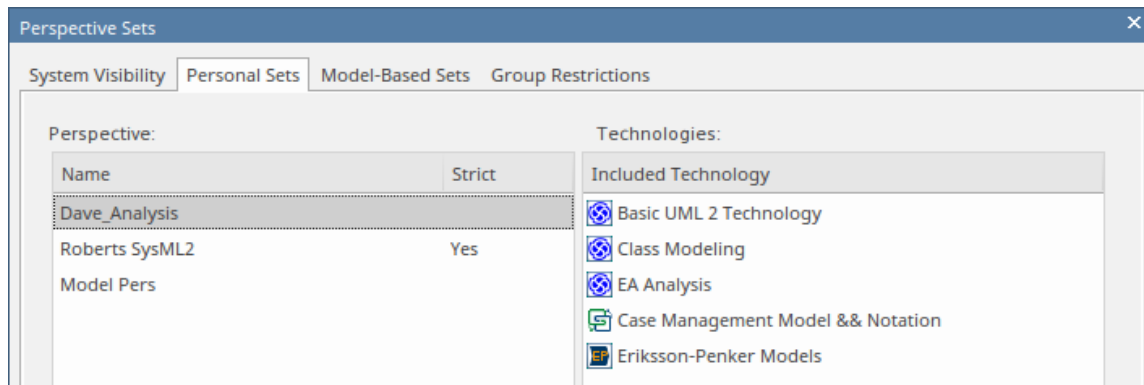 Perspective Sets
System Visibility Personal Sets Model-Based Sets Group Restrictions
Perspective: Technologies:
Name Strict Included Technology
Dave_Analysis Basic UML 2 Technology
Roberts SysML2 Yes Class Modeling
Model Pers EA Analysis
Case Management Model && Notation
EP Eriksson-Penker Models